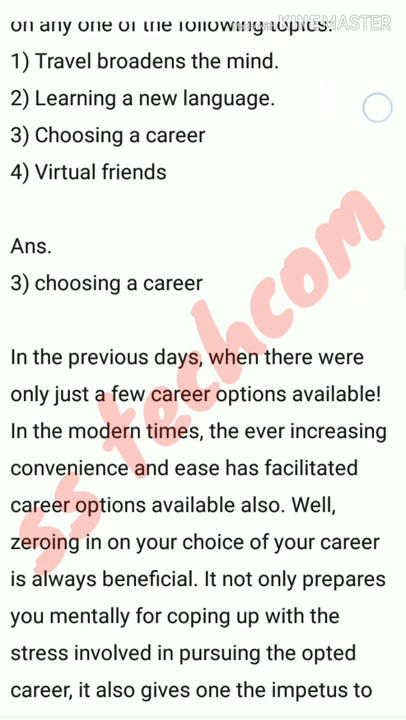 on any one of the following topics.
KINEMASTER
1) Travel broadens the mind.
2) Learning a new language.
3) Choosing a career
4) Virtual friends
Ans.
3) choosing a career
In the previous days, when there were
only just a few career options available!
In the modern times, the ever increasing
convenience and ease has facilitated
career options available also. Well,
zeroing in on your choice of your career
is always beneficial. It not only prepares
you mentally for coping up with the
stress involved in pursuing the opted
career, it also gives one the impetus to
ss techcom